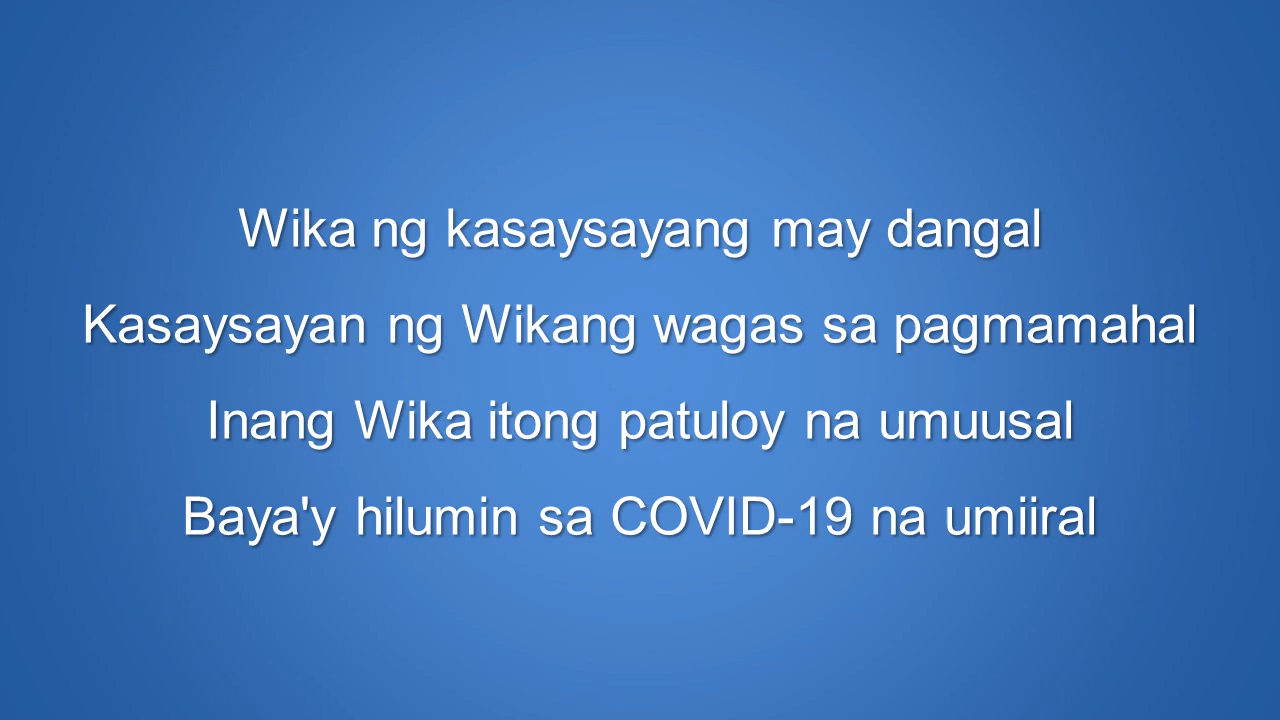 Wika ng kasaysayang may dangal
Kasaysayan ng Wikang wagas sa pagmamahal
Inang Wika itong patuloy na umuusal
Baya'y hilumin sa COVID-19 na umiiral